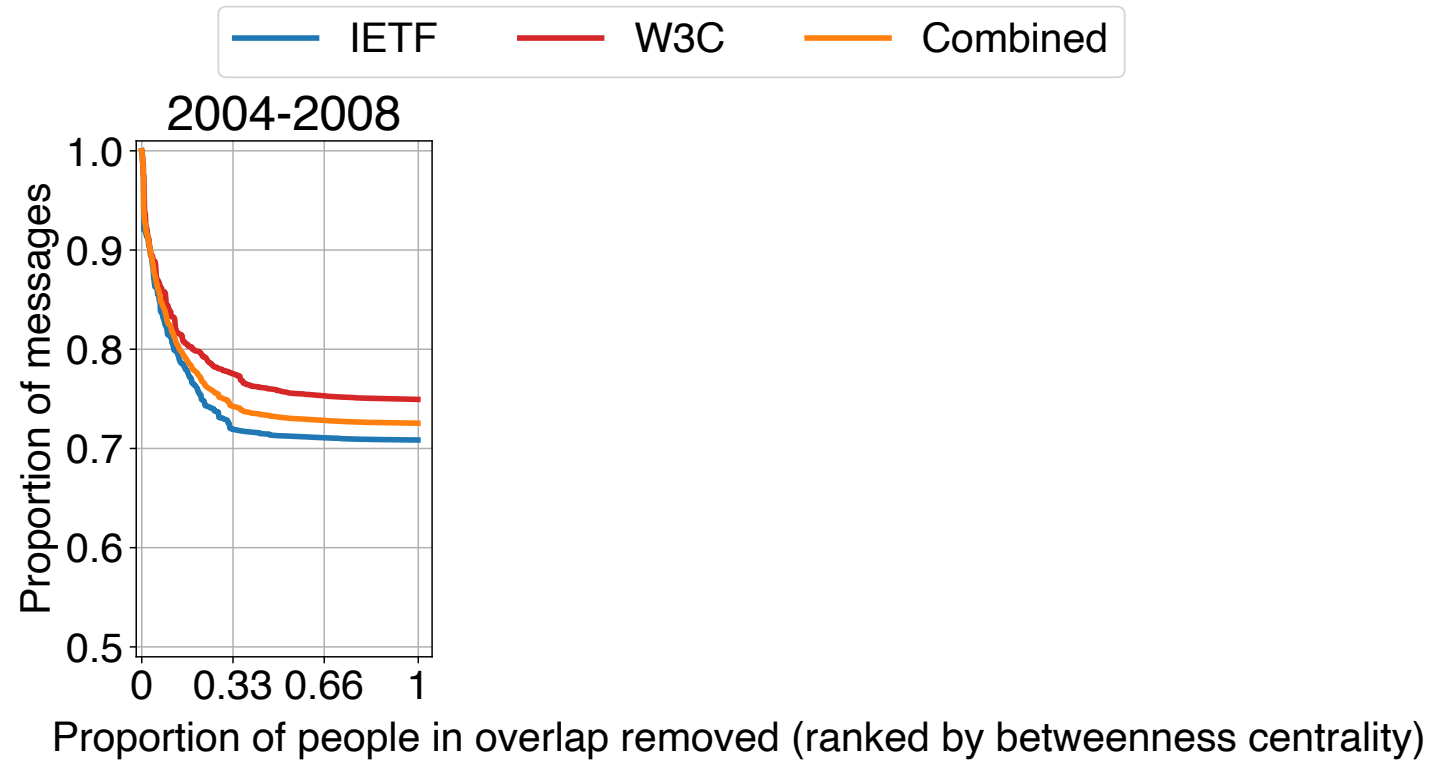 IETF W3C Combined
2004-2008
Proportion of messages
1.0
0.9
0.8
0.7
0.6
0.5
0 0.33 0.66 1
Proportion of people in overlap removed (ranked by betweenness centrality)